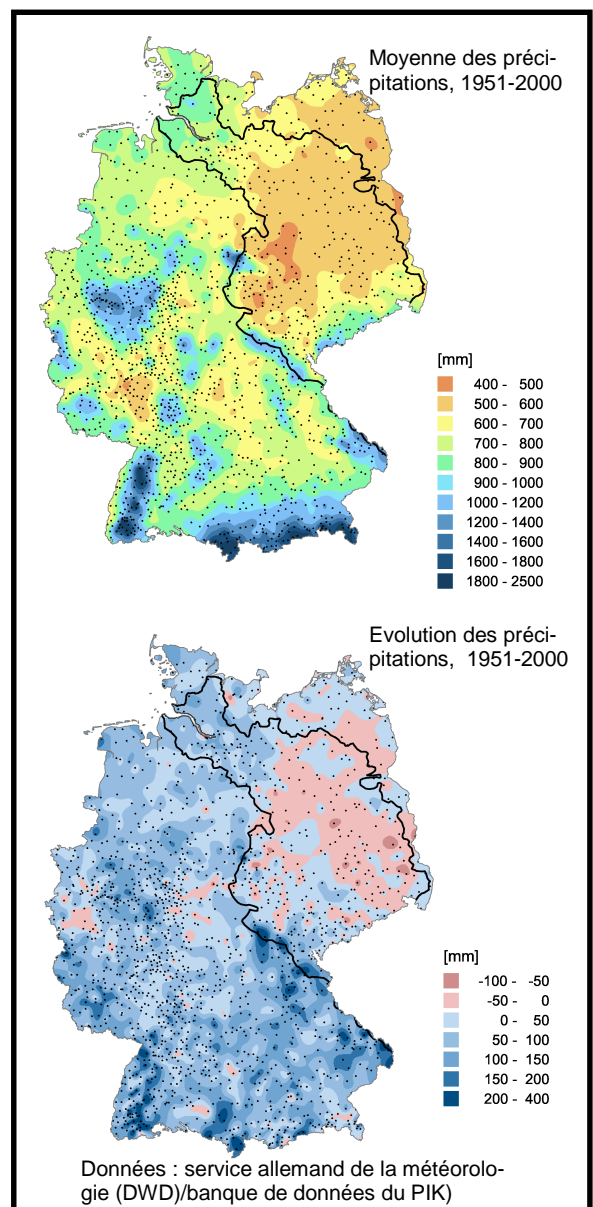 Moyenne des préci-
pitations, 1951-2000
[mm]
400 - 500
500 - 600
600 - 700
700 - 800
800 - 900
900 - 1000
1000 - 1200
1200 - 1400
1400 - 1600
1600 - 1800
1800 - 2500
Evolution des préci-
pitations, 1951-2000
[mm]
-100 - -50
-50 - 0
0 - 50
50 - 100
100 - 150
150 - 200
200 - 400
Données : service allemand de la météorolo-
gie (DWD)/banque de données du PIK)